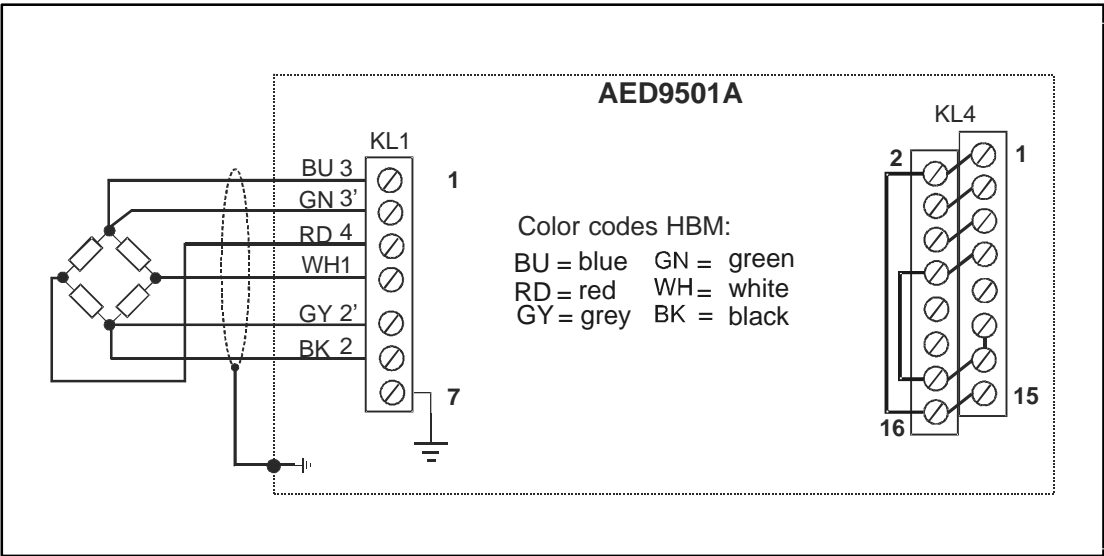 AED9501A
KL1
KL4
BU 3
GN 3'
RD 4
WH1
GY 2'
BK 2
1
7
Color codes HBM:
BU = blue GN = green
RD = red WH = white
GY = grey BK = black
2
1
16
15